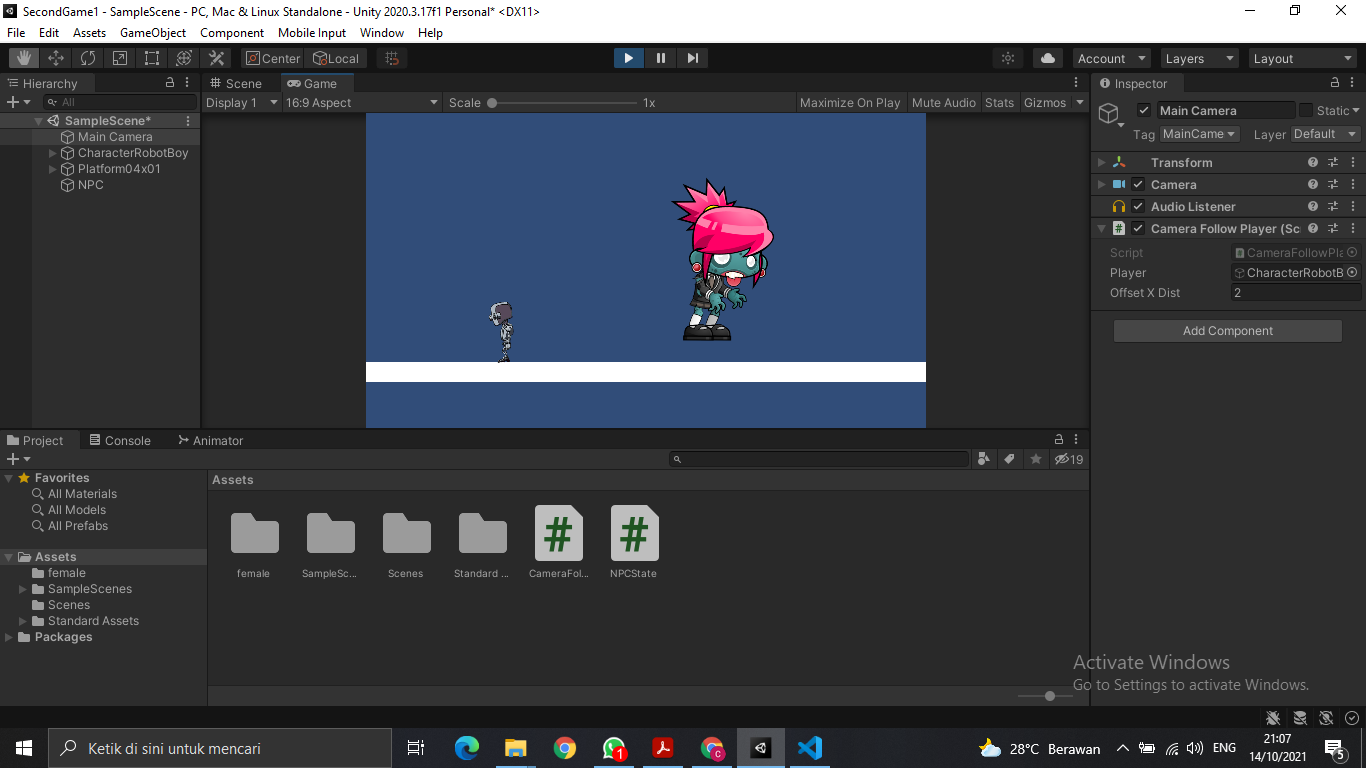 SecondGame1 - SampleScene - PC, Mac & Linux Standalone - Unity 2020.3.17f1 Personal* <DX11>
File Edit Assets GameObject Component Mobile Input Window Help
Center Local Account Layers Layout
Hierarchy
All
SampleScene*
Main Camera
CharacterRobotBoy
Platform04x01
NPC
Scene Game
Display 1 16:9 Aspect Scale 1x Maximize On Play Mute Audio Stats Gizmos
Inspector
Main Camera Static
Tag MainCame Layer Default
Transform
Camera
Audio Listener
# Camera Follow Player (Sc
Script CameraFollowPla
Player CharacterRobotB
Offset X Dist 2
Add Component
Project Console Animator
19
Favorites
All Materials
All Models
All Prefabs
Assets
female
SampleScenes
Scenes
Standard Assets
Packages
Assets
# #
female SampleSc... Scenes Standard ... CameraFol... NPCState
Activate Windows
Go to Settings to activate Windows.
Ketik di sini untuk mencari
1
C
28°C Berawan
ENG
21:07
14/10/2021
5